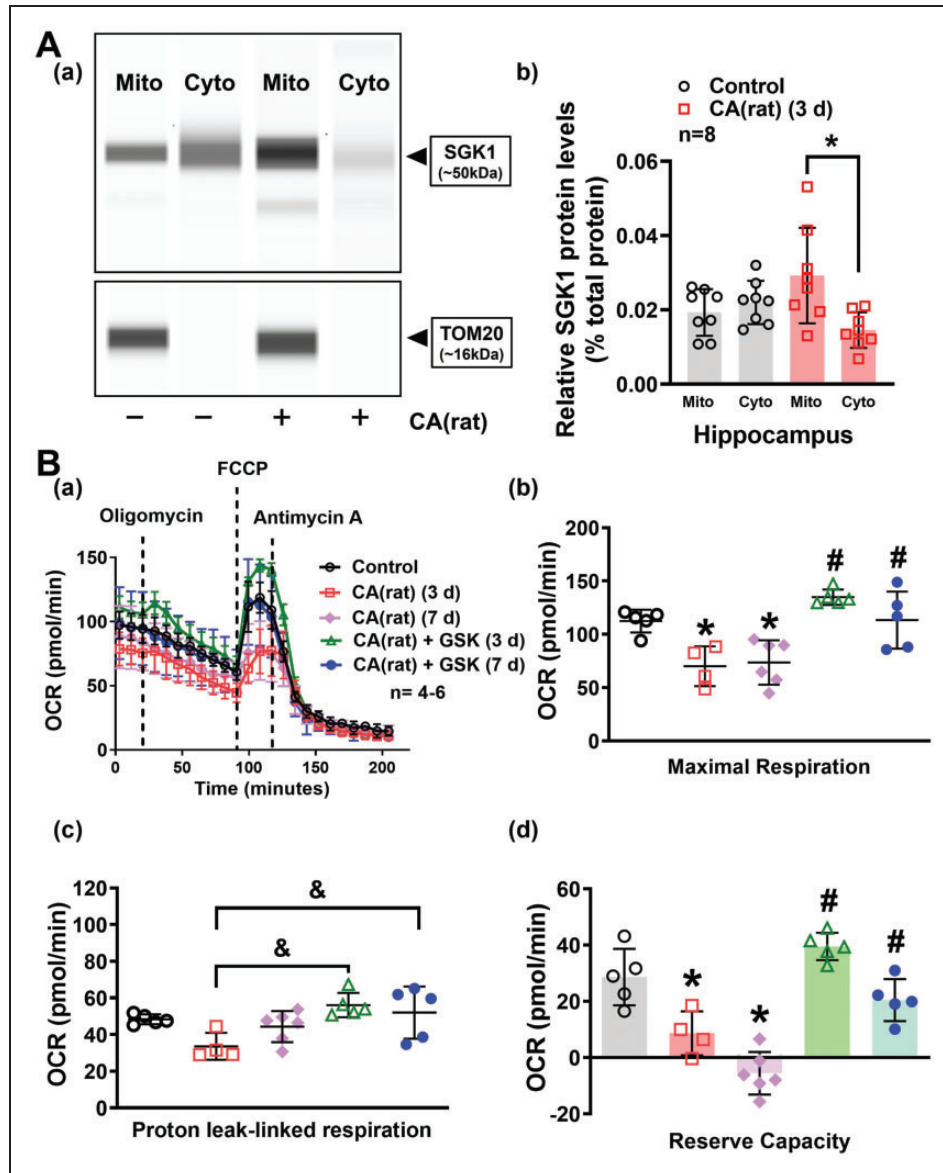 A
(a)
Mito Cyto Mito Cyto
SGK1
(~50kDa)
TOM20
(~16kDa)
− − + + CA(rat)
b)
Control
CA(rat) (3 d)
n=8
*
Relative SGK1 protein levels
(% total protein)
0.06
0.04
0.02
0.00
Mito Cyto Mito Cyto
Hippocampus
B
(a)
FCCP
Oligomycin
Antimycin A
Control
CA(rat) (3 d)
CA(rat) (7 d)
CA(rat) + GSK (3 d)
CA(rat) + GSK (7 d)
n= 4-6
OCR (pmol/min)
150
100
50
0
0 50 100 150 200
Time (minutes)
(b)
OCR (pmol/min)
200
150
100
50
0
* * # #
Maximal Respiration
(c)
OCR (pmol/min)
120
100
80
60
40
20
0
&
&
Proton leak-linked respiration
(d)
OCR (pmol/min)
60
40
20
0
-20
* * # #
Reserve Capacity